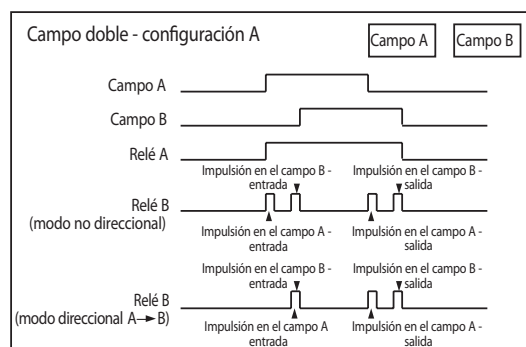 Campo doble - configuración A
Campo A
Campo B
Campo A
Campo B
Relé A
Impulsión en el campo B -
entrada
Impulsión en el campo B -
salida
Relé B
(modo no direccional)
Impulsión en el campo A -
entrada
Impulsión en el campo A -
salida
Impulsión en el campo B -
entrada
Impulsión en el campo B -
salida
Relé B
(modo direccional A→B)
Impulsión en el campo A
entrada
Impulsión en el campo A -
salida